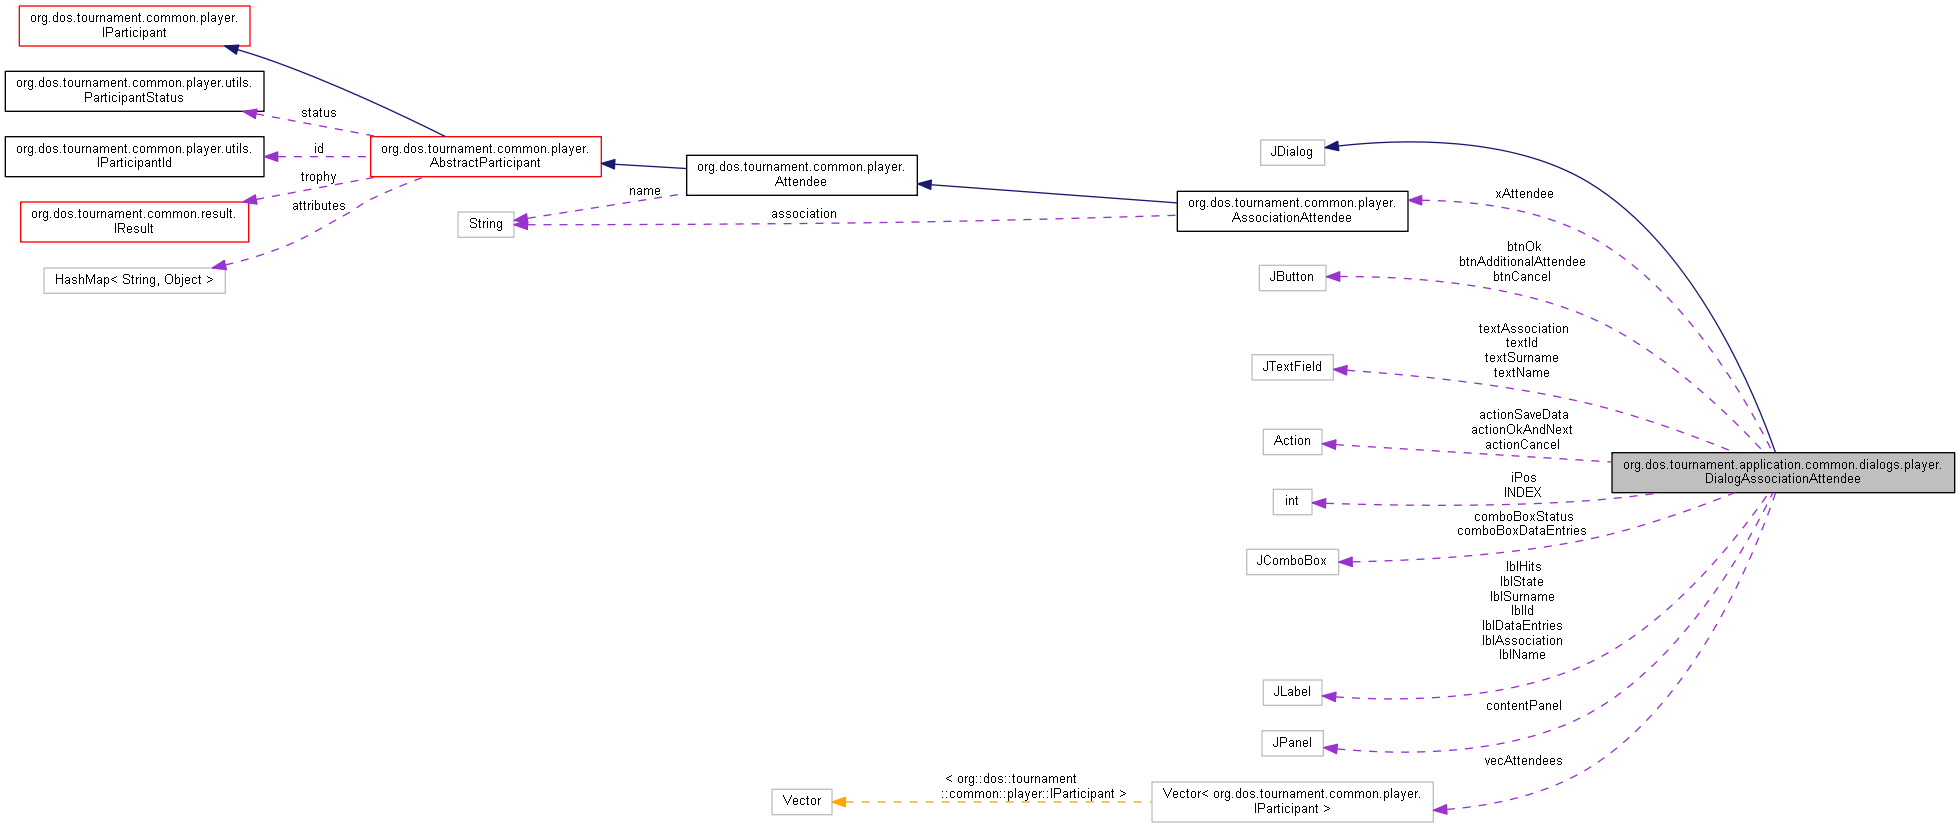 org.dos.tournament.common.player.
IParticipant
org.dos.tournament.common.player.utils.
ParticipantStatus
status
org.dos.tournament.common.player.utils.
IParticipantId
id
trophy
attributes
org.dos.tournament.common.result.
IResult
HashMap< String, Object >
org.dos.tournament.common.player.
AbstractParticipant
org.dos.tournament.common.player.
Attendee
name
String
association
org.dos.tournament.common.player.
AssociationAttendee
JDialog
xAttendee
btnOk
btnAdditionalAttendee
btnCancel
JButton
textAssociation
textId
textSurname
textName
JTextField
actionSaveData
actionOkAndNext
actionCancel
Action
org.dos.tournament.application.common.dialogs.player.
DialogAssociationAttendee
iPos
INDEX
int
comboBoxStatus
comboBoxDataEntries
JComboBox
lblHits
lblState
lblSurname
lblId
lblDataEntries
lblAssociation
lblName
JLabel
contentPanel
JPanel
vecAttendees
< org::dos::tournament
::common::player::IParticipant >
Vector
Vector< org.dos.tournament.common.player.
IParticipant >